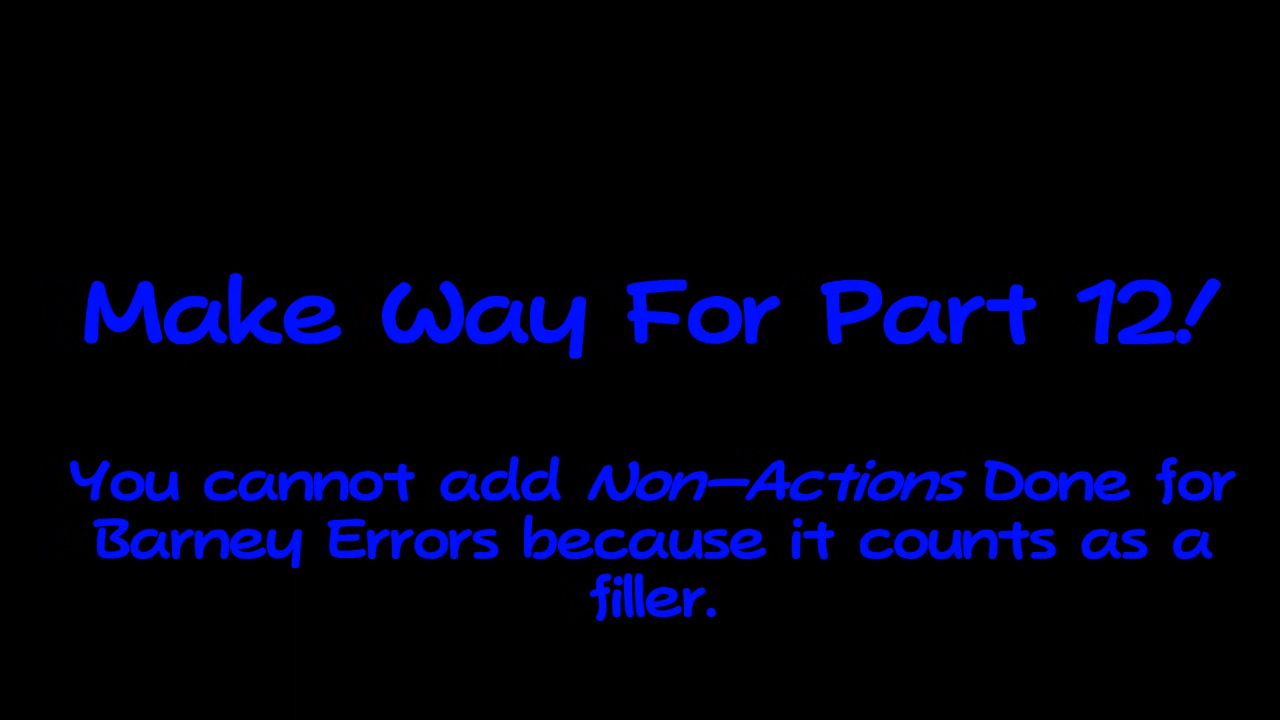 Make Way For Part 12!
You cannot add Non-Actions Done for
Barney Errors because it counts as a
filler.